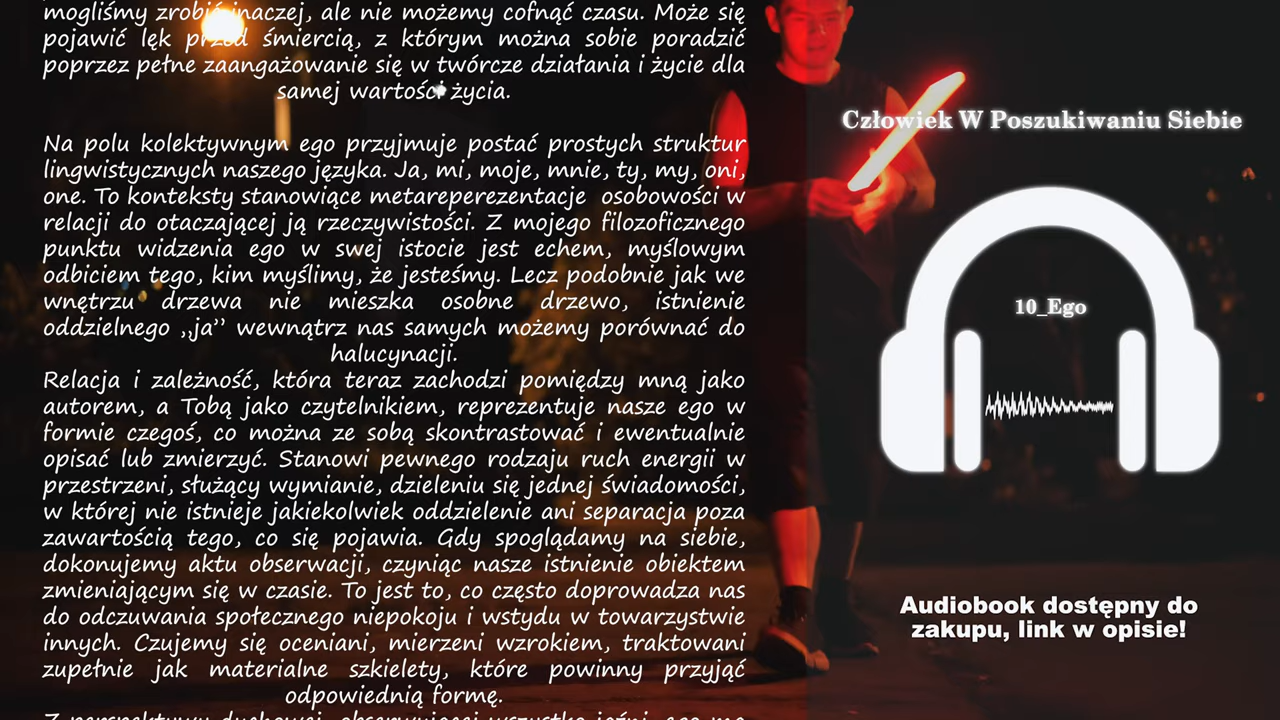 mogliśmy zrobić inaczej, ale nie możemy cofnąć czasu. Może się
pojawić lęk przed śmiercią, z którym można sobie poradzić
poprzez pełne zaangażowanie się w twórcze działania i życie dla
samej wartości życia.
Na polu kolektywnym ego przyjmuje postać prostych struktur
lingwistycznych naszego języka. Ja, mi, moje, mnie, ty, my, oni,
one. To konteksty stanowiące metareperezentacje osobowości w
relacji do otaczającej ją rzeczywistości. Z mojego filozoficznego
punktu widzenia ego w swej istocie jest echem, myślowym
odbiciem tego, kim myślimy, że jesteśmy. Lecz podobnie jak we
wnętrzu drzewa nie mieszka osobne drzewo, istnienie
oddzielnego „ja” wewnątrz nas samych możemy porównać do
halucynacji.
Relacja i zależność, która teraz zachodzi pomiędzy mną jako
autorem, a Tobą jako czytelnikiem, reprezentuje nasze ego w
formie czegoś, co można ze sobą skontrastować i ewentualnie
opisać lub zmierzyć. Stanowi pewnego rodzaju ruch energii w
przestrzeni, służący wymianie, dzieleniu się jednej świadomości,
w której nie istnieje jakiekolwiek oddzielenie ani separacja poza
zawartością tego, co się pojawia. Gdy spoglądamy na siebie,
dokonujemy aktu obserwacji, czyniąc nasze istnienie obiektem
zmieniającym się w czasie. To jest to, co często doprowadza nas
do odczuwania społecznego niepokoju i wstydu w towarzystwie
innych. Czujemy się oceniani, mierzeni wzrokiem, traktowani
zupełnie jak materialne szkielety, które powinny przyjąć
odpowiednią formę.
Z perspektywy duchowej, obserwującej wszystko jaźni, ego ma
Człowiek W Poszukiwaniu Siebie
10_Ego
Audiobook dostępny do
zakupu, link w opisie!